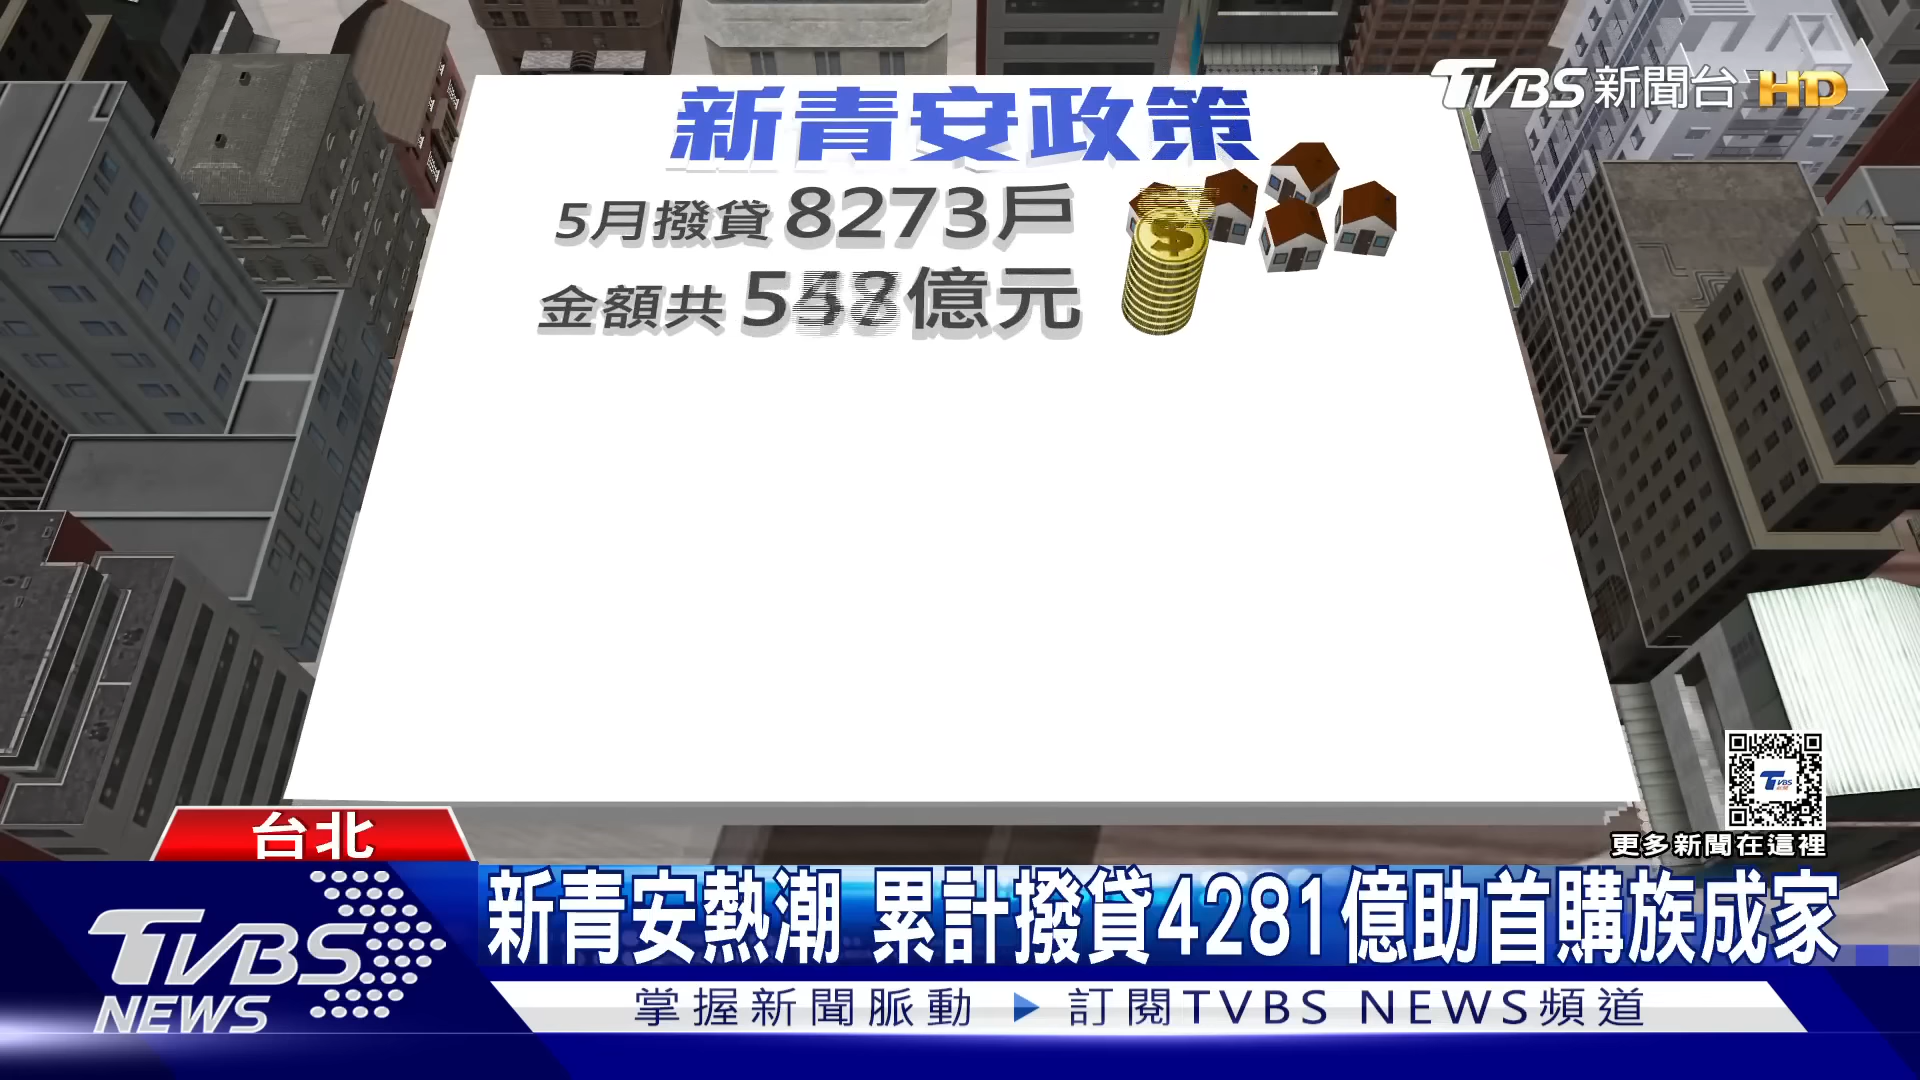 TVBS新聞台 HD
新青安政策
5月撥貸8273戶
金額共 億元
$
TVBS
更多新聞在這裡
台北
新青安熱潮 累計撥貸4281億助首購族成家
TVBS
NEWS
掌握新聞脈動 ▶ 訂閱TVBS NEWS頻道